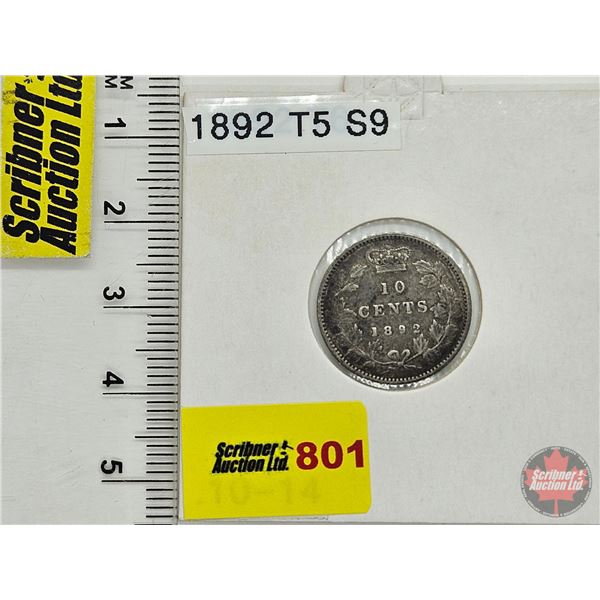 Scribner
Auction Ltd
MM
1
2
3
4
5
1892 T5 S9
10
CENTS.
1892
Scribner
Auction Ltd.
801
Scribner
Auction Ltd.